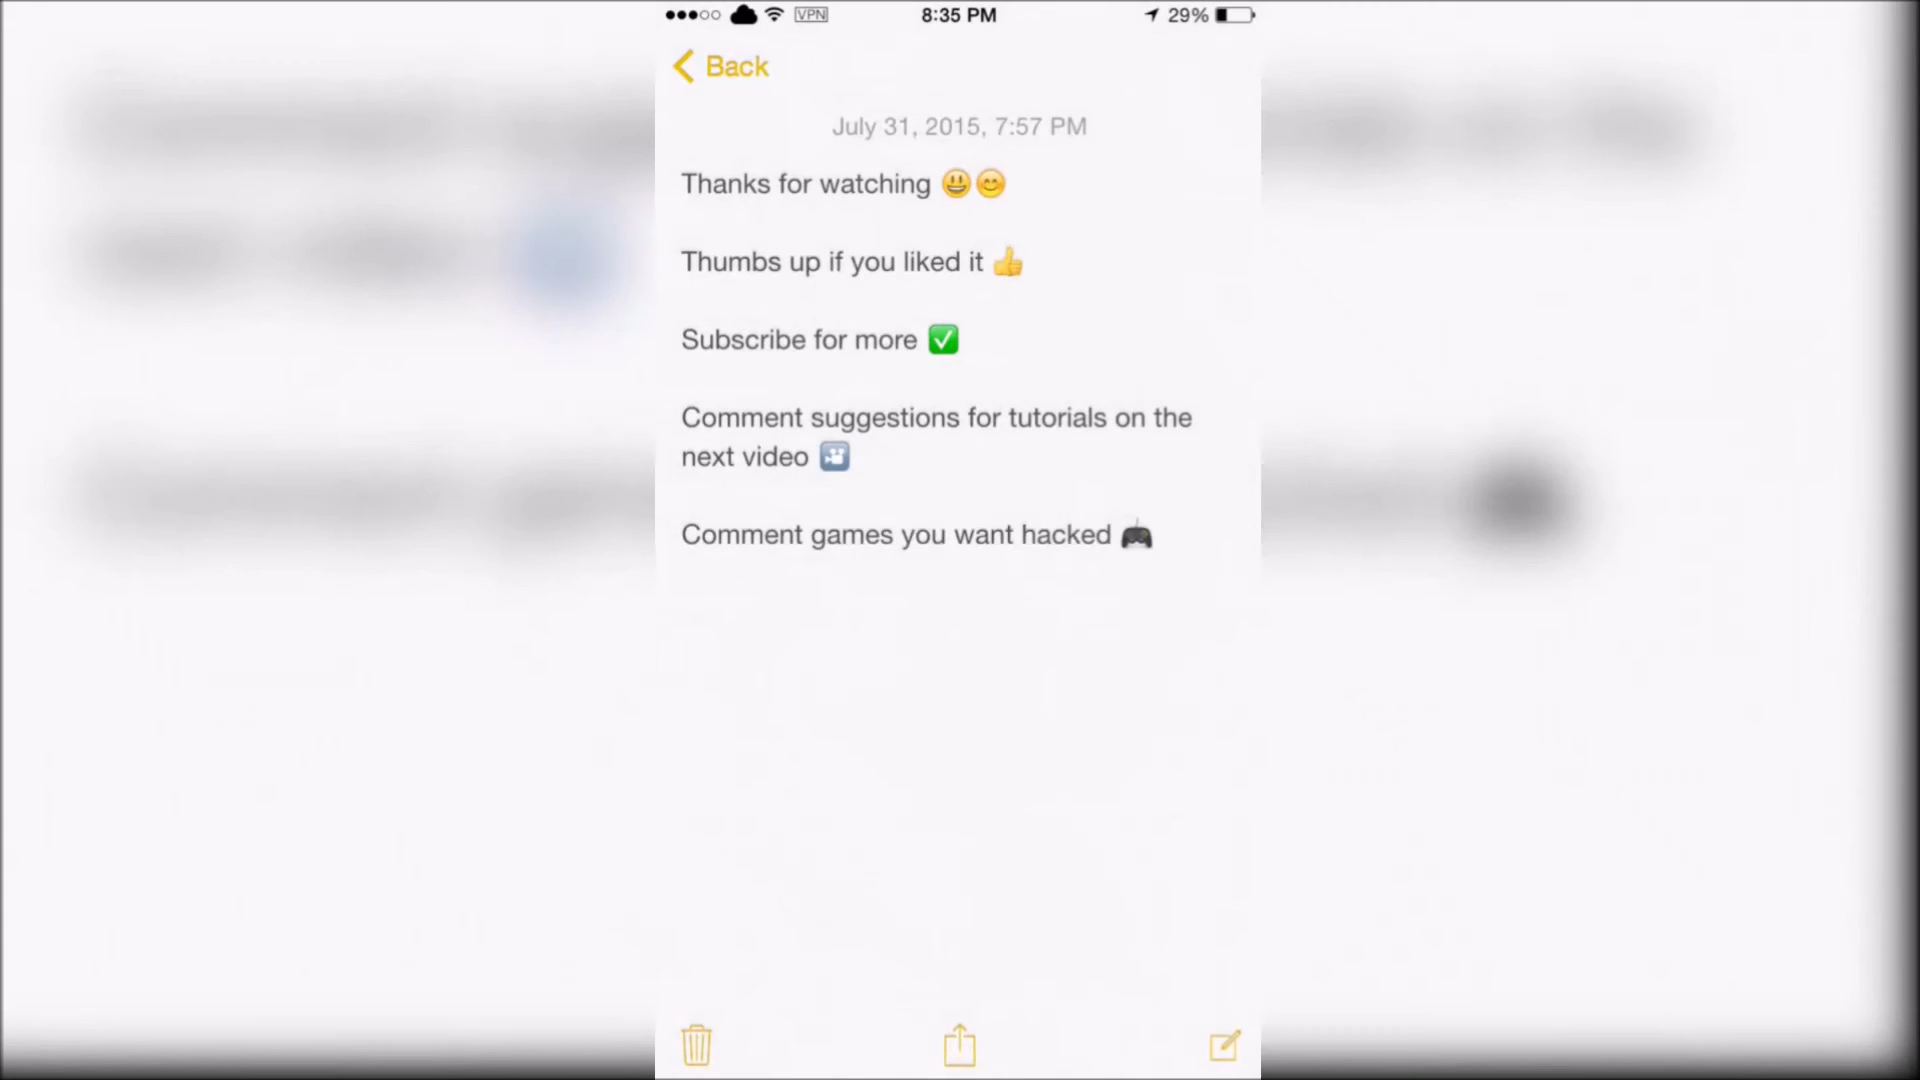 VPN 8:35 PM 29%
Back
July 31, 2015, 7:57 PM
Thanks for watching 😃😊
Thumbs up if you liked it 👍
Subscribe for more ✅
Comment suggestions for tutorials on the
next video 🎦
Comment games you want hacked 🎮